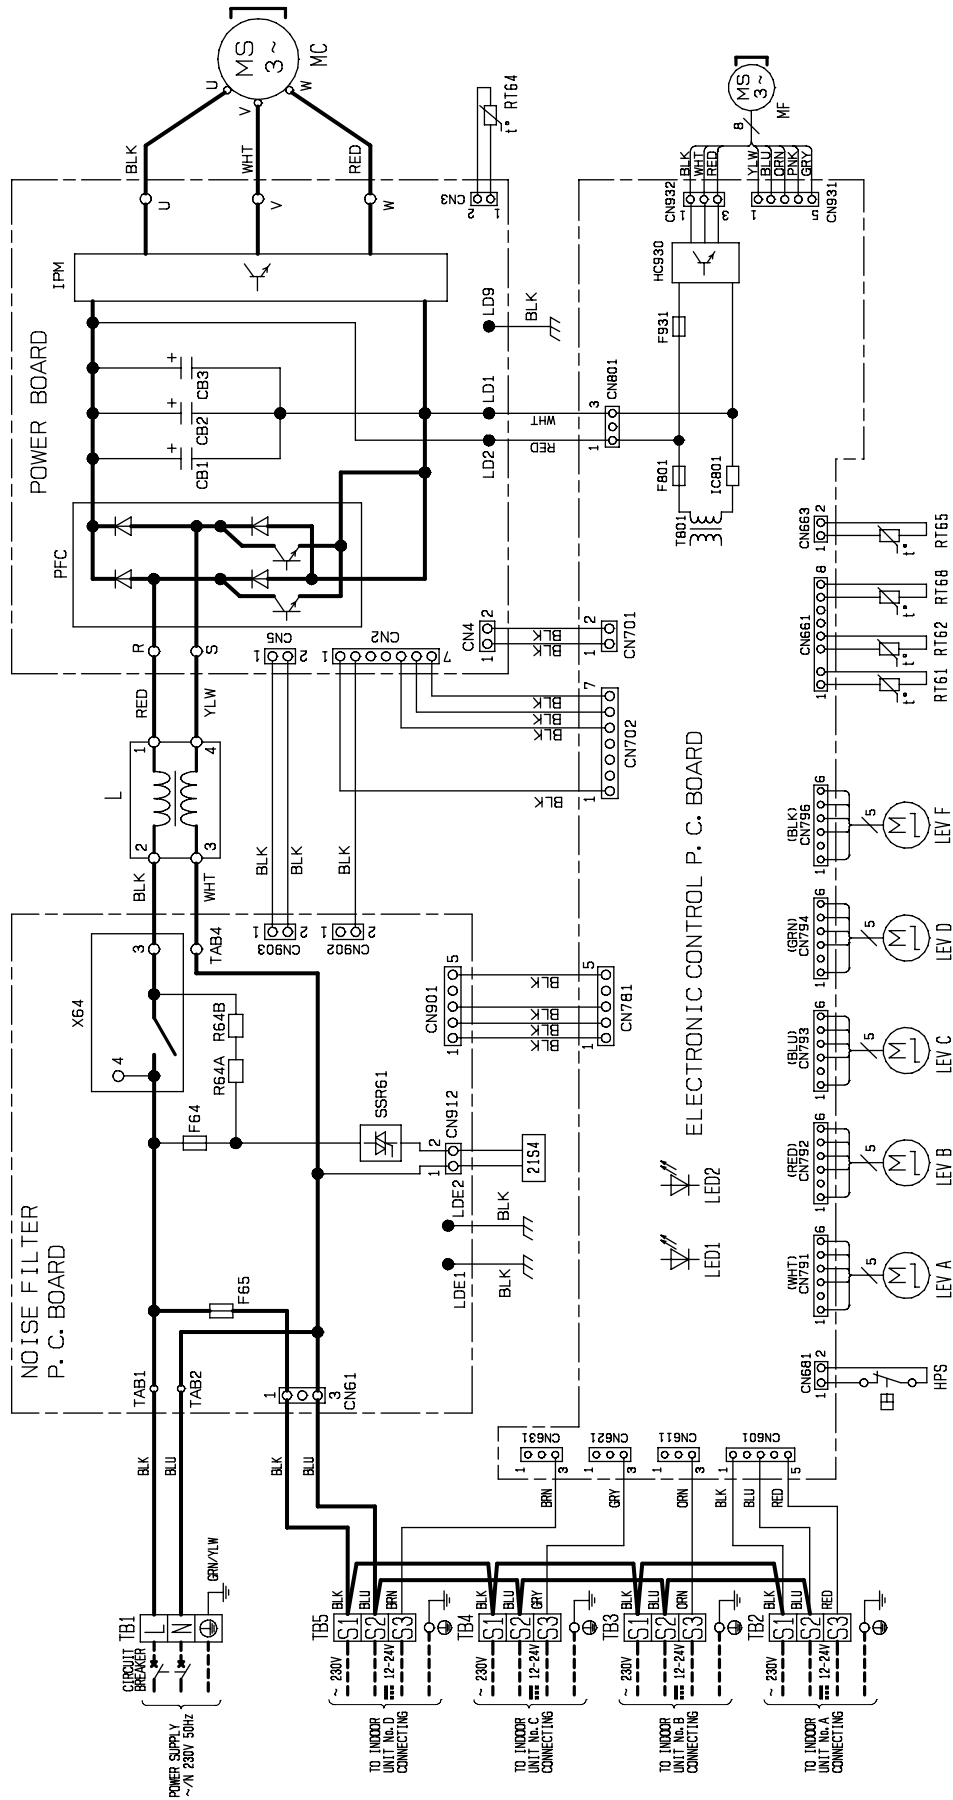 MS
3~
MC
U
V
W
BLK
WHT
RED
U
V
W
IPM
POWER BOARD
CB1
CB2
CB3
+
+
+
PFC
R
S
LD9
BLK
LD1
LD2
WHT
RED
CN3
2
1
RT64
t°
MS
3~
MF
8
BLK
WHT
RED
YLW
BLU
ORN
PNK
GRY
CN932
1
3
CN931
1
5
HC930
F931
CN801
1
3
F801
IC801
T801
CN5
1
2
CN2
1
7
CN4
1
2
BLK
BLK
CN701
1
2
BLK
BLK
BLK
BLK
CN702
1
7
RED
YLW
L
1
2
3
4
BLK
WHT
BLK
BLK
BLK
NOISE FILTER
P. C. BOARD
X64
3
4
TAB4
R64B
R64A
F64
SSR61
CN903
1
2
CN902
1
2
CN901
1
5
BLK
BLK
BLK
BLK
CN781
1
5
CN912
1
2
21S4
LDE2
BLK
LDE1
BLK
F65
TAB1
TAB2
CN61
1
3
ELECTRONIC CONTROL P. C. BOARD
LED1
LED2
CN663
1
2
t°
RT65
CN661
1
8
t°
RT68
t°
RT62
t°
RT61
(BLK)
CN796
1
6
5
M
LEV F
(GRN)
CN794
1
6
5
M
LEV D
(BLU)
CN793
1
6
5
M
LEV C
(RED)
CN792
1
6
5
M
LEV B
(WHT)
CN791
1
6
5
M
LEV A
CN681
1
2
HPS
CN631
1
3
CN621
1
3
CN611
1
3
CN601
1
5
BRN
GRY
ORN
BLK
BLU
RED
BLK
BLU
BLK
BLU
GRN/YLW
TB1
L
N
CIRCUIT
BREAKER
POWER SUPPLY
~/N 230V 50Hz
TB5
S1
S2
S3
BLK
BLU
BRN
~ 230V
12-24V
TO INDOOR
UNIT No. D
CONNECTING
TB4
S1
S2
S3
BLK
BLU
GRY
~ 230V
12-24V
TO INDOOR
UNIT No. C
CONNECTING
TB3
S1
S2
S3
BLK
BLU
ORN
~ 230V
12-24V
TO INDOOR
UNIT No. B
CONNECTING
TB2
S1
S2
S3
BLK
BLU
RED
~ 230V
12-24V
TO INDOOR
UNIT No. A
CONNECTING